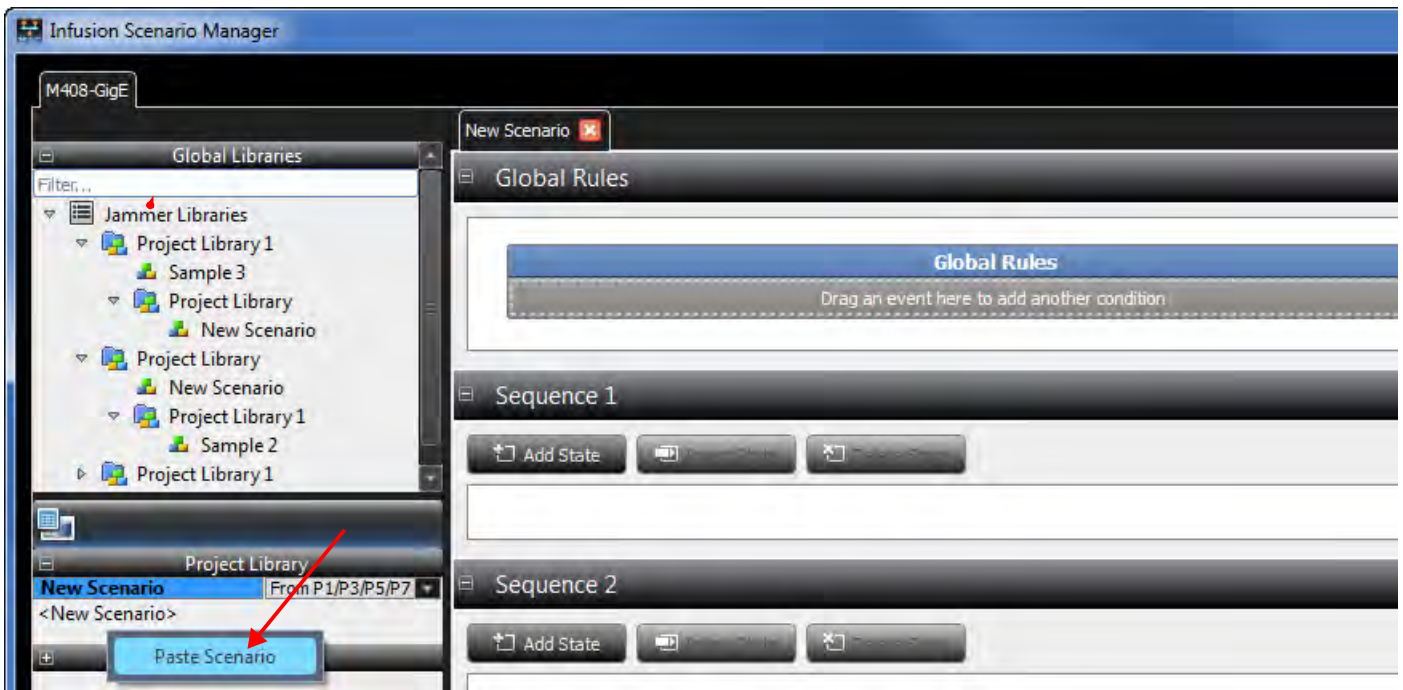 Infusion Scenario Manager
M408-GigE
Global Libraries
Filter...
Jammer Libraries
Project Library 1
Sample 3
Project Library
New Scenario
Project Library
New Scenario
Project Library 1
Sample 2
Project Library 1
Project Library
New Scenario From P1/P3/P5/P7
<New Scenario>
Paste Scenario
New Scenario
Global Rules
Global Rules
Drag an event here to add another condition
Sequence 1
Add State
Sequence 2
Add State